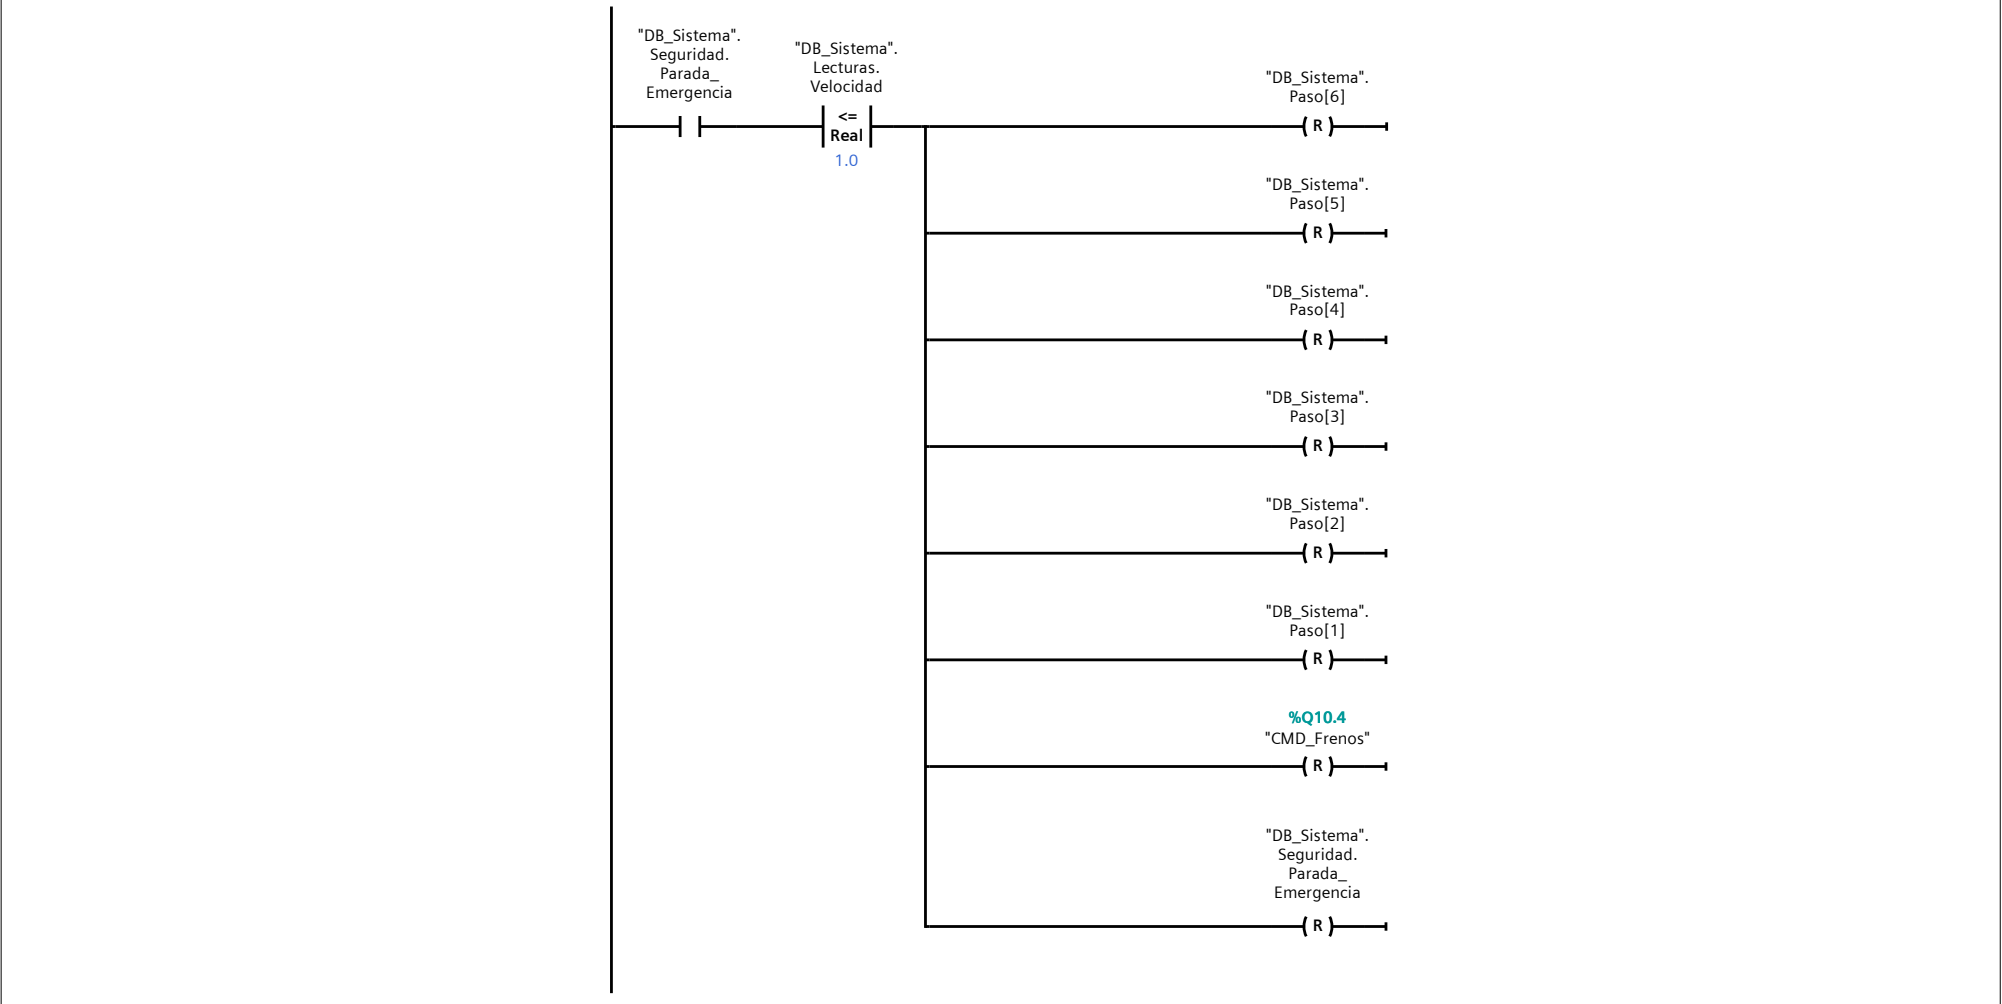 "DB_Sistema".
Seguridad.
Parada_
Emergencia
"DB_Sistema".
Lecturas.
Velocidad
<=
Real
1.0
"DB_Sistema".
Paso[6]
( R )
"DB_Sistema".
Paso[5]
( R )
"DB_Sistema".
Paso[4]
( R )
"DB_Sistema".
Paso[3]
( R )
"DB_Sistema".
Paso[2]
( R )
"DB_Sistema".
Paso[1]
( R )
%Q10.4
"CMD_Frenos"
( R )
"DB_Sistema".
Seguridad.
Parada_
Emergencia
( R )